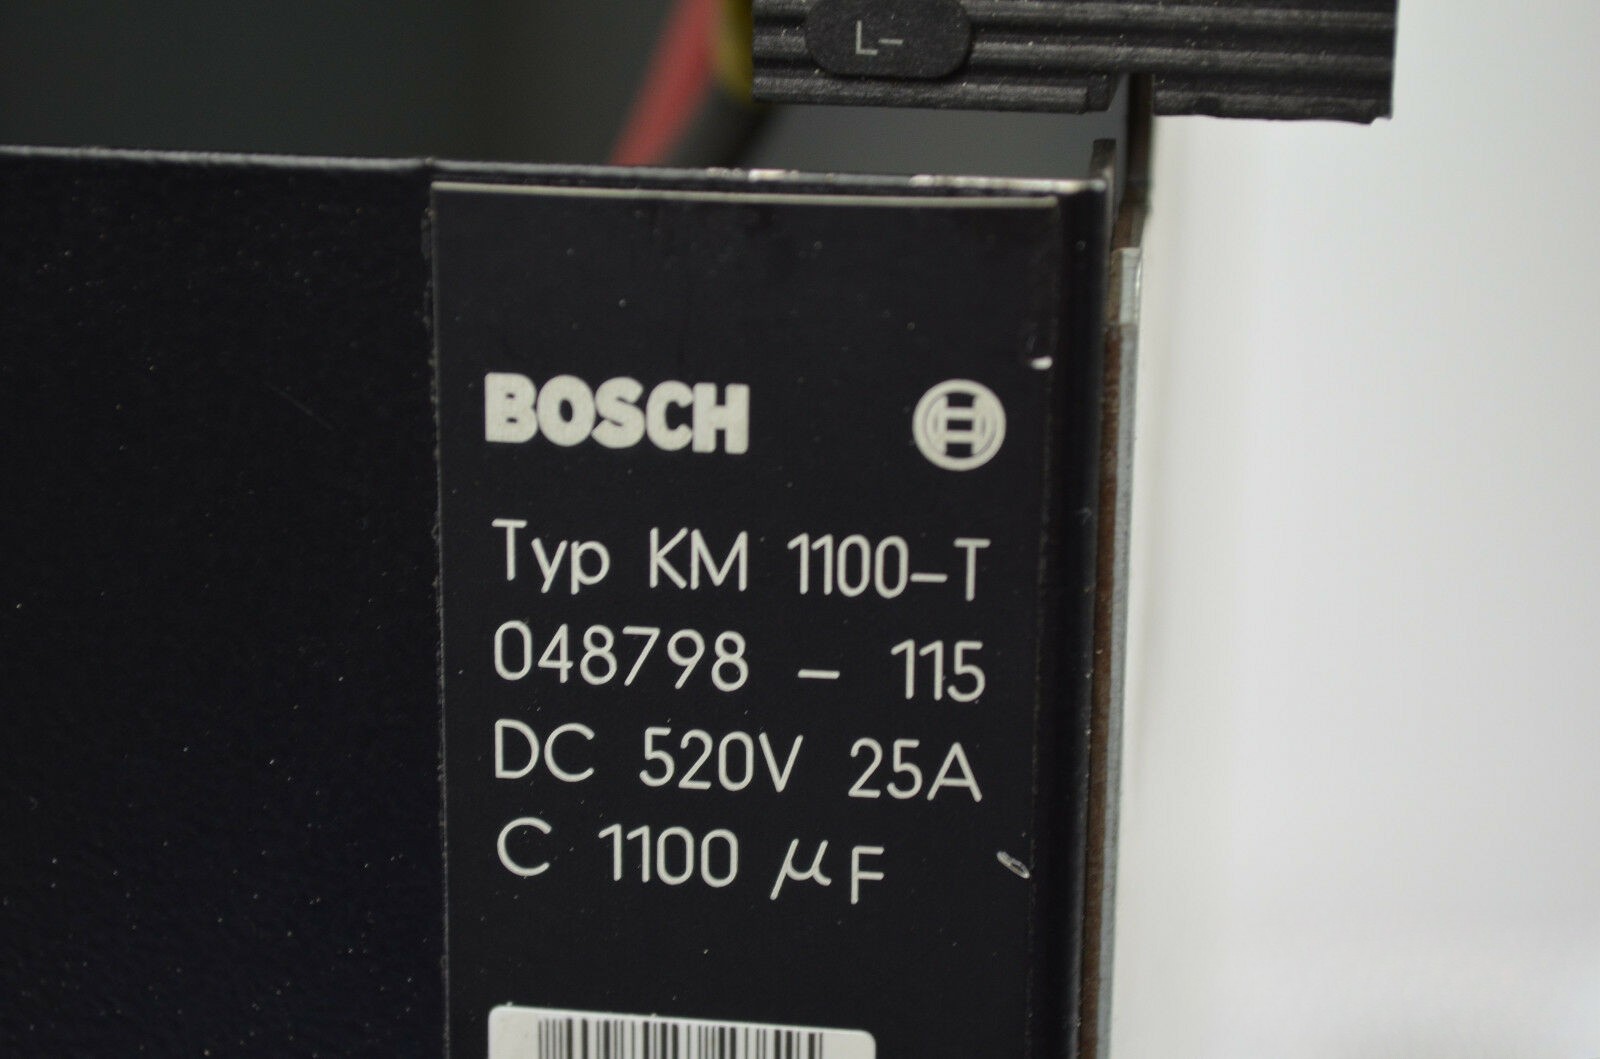 L-
BOSCH
Typ KM 1100-T
048798 - 115
DC 520V 25A
C 1100 μF